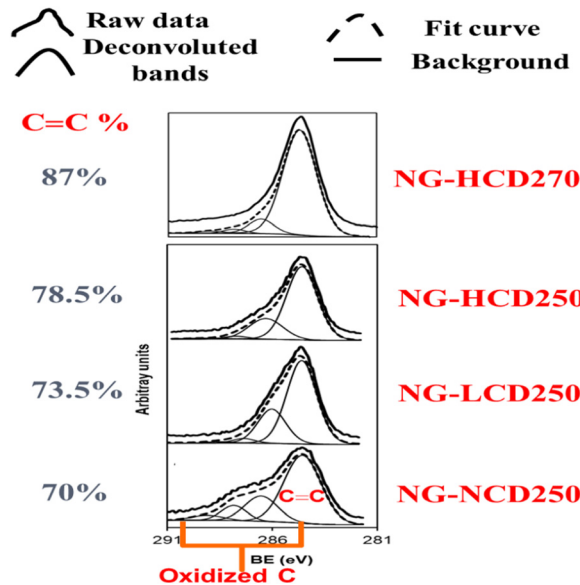 Raw data
Deconvoluted
bands
Fit curve
Background
C=C %
87%
NG-HCD270
78.5%
NG-HCD250
73.5%
NG-LCD250
70%
NG-NCD250
Arbitray units
C=C
291
286
281
BE (eV)
Oxidized C